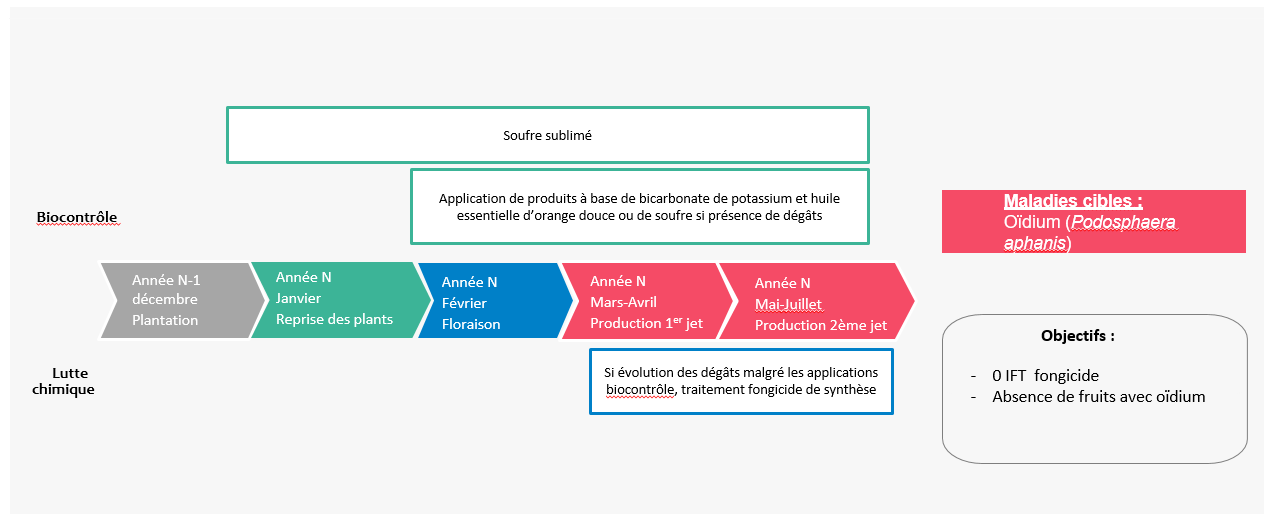 Soufre sublimé
Application de produits à base de bicarbonate de potassium et huile
essentielle d'orange douce ou de soufre si présence de dégâts
Biocontrôle
Maladies cibles :
Oïdium (Podosphaera
aphanis)
Année N-1
décembre
Plantation
Année N
Janvier
Reprise des plants
Année N
Février
Floraison
Année N
Mars-Avril
Production 1er jet
Année N
Mai-Juillet
Production 2ème jet
Lutte
chimique
Si évolution des dégâts malgré les applications
biocontrôle, traitement fongicide de synthèse
Objectifs :
- 0 IFT fongicide
- Absence de fruits avec oïdium